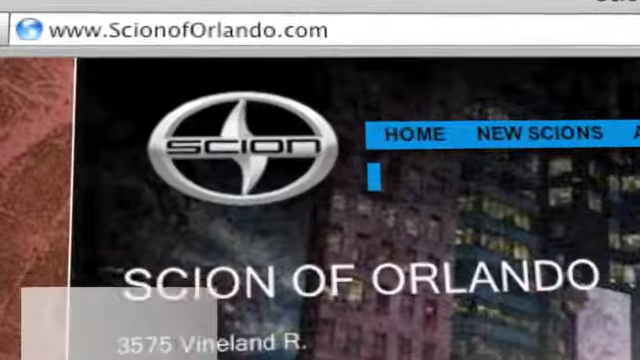 www.ScionofOrlando.com
SCION
HOME NEW SCIONS
SCION OF ORLANDO
3575 Vineland R.